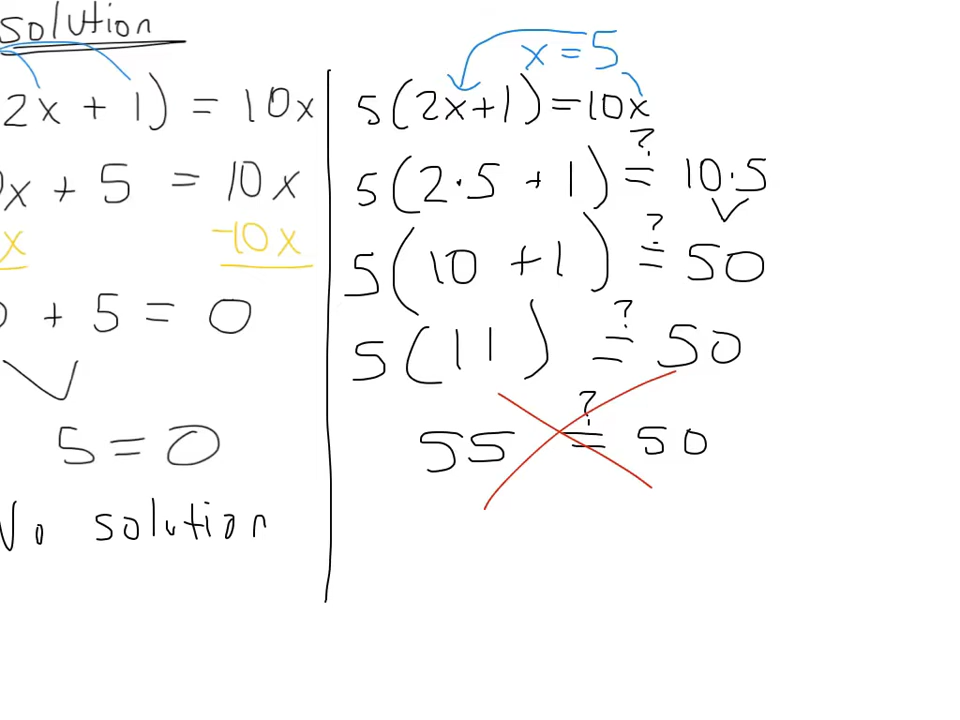 solution
2x + 1) = 10x
x + 5 = 10x
x -10x
+ 5 = 0
5 = 0
No solution
x = 5
5(2x+1) = 10x
5(2·5 + 1) ≟ 10·5
5(10 + 1) ≟ 50
5(11) ≟ 50
55 ≟ 50